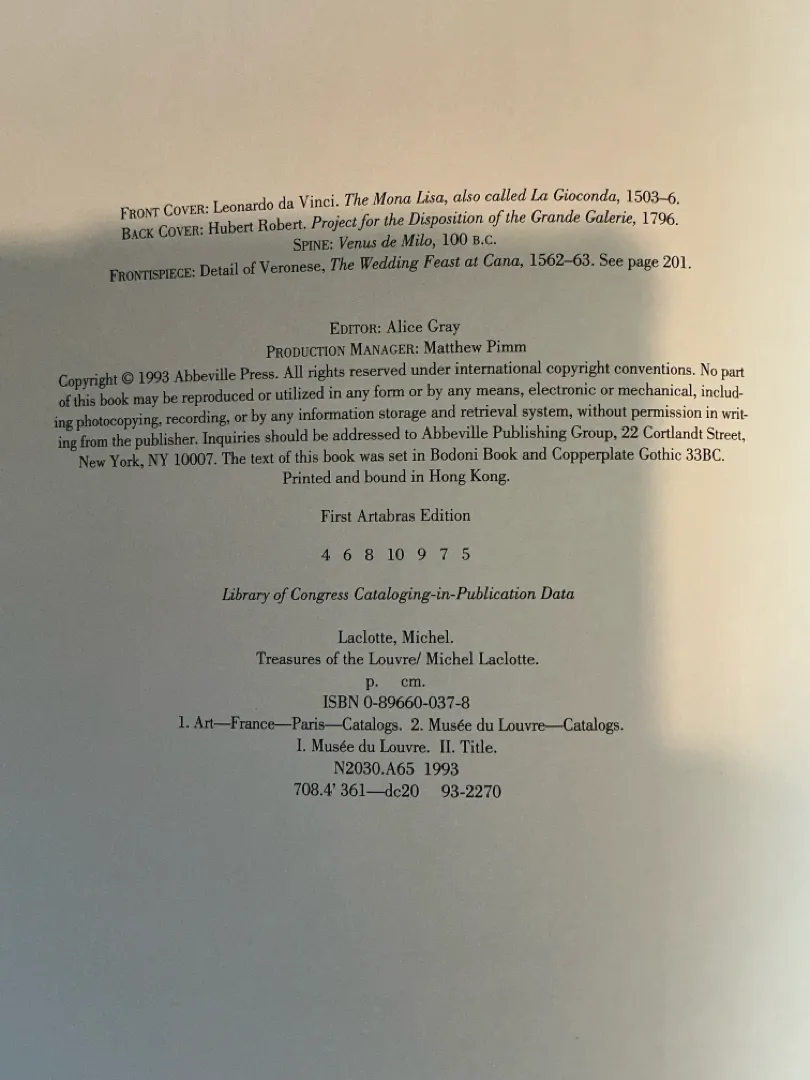 FRONT COVER: Leonardo da Vinci. The Mona Lisa, also called La Gioconda, 1503–6.
BACK COVER: Hubert Robert. Project for the Disposition of the Grande Galerie, 1796.
SPINE: Venus de Milo, 100 B.C.
FRONTISPIECE: Detail of Veronese, The Wedding Feast at Cana, 1562–63. See page 201.
EDITOR: Alice Gray
PRODUCTION MANAGER: Matthew Pimm
Copyright © 1993 Abbeville Press. All rights reserved under international copyright conventions. No part
of this book may be reproduced or utilized in any form or by any means, electronic or mechanical, includ-
ing photocopying, recording, or by any information storage and retrieval system, without permission in writ-
ing from the publisher. Inquiries should be addressed to Abbeville Publishing Group, 22 Cortlandt Street,
New York, NY 10007. The text of this book was set in Bodoni Book and Copperplate Gothic 33BC.
Printed and bound in Hong Kong.
First Artabras Edition
4 6 8 10 9 7 5
Library of Congress Cataloging-in-Publication Data
Laclotte, Michel.
Treasures of the Louvre/ Michel Laclotte.
p. cm.
ISBN 0-89660-037-8
1. Art—France—Paris—Catalogs. 2. Musée du Louvre—Catalogs.
I. Musée du Louvre. II. Title.
N2030.A65 1993
708.4' 361—dc20 93-2270